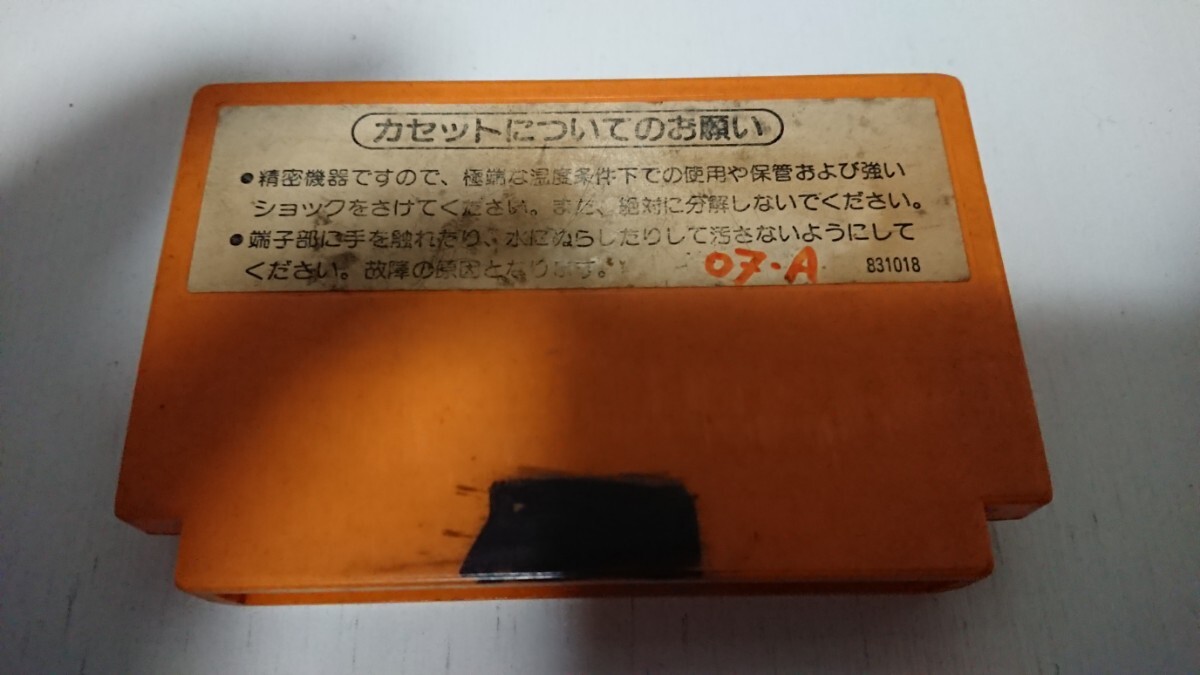 カセットについてのお願い
●精密機器ですので、極端な温度条件下での使用や保管および強い
ショックをさけてください。また、絶対に分解しないでください。
●端子部に手を触れたり、水にぬらしたりして汚さないようにして
ください。故障の原因となります。
07・A
831018